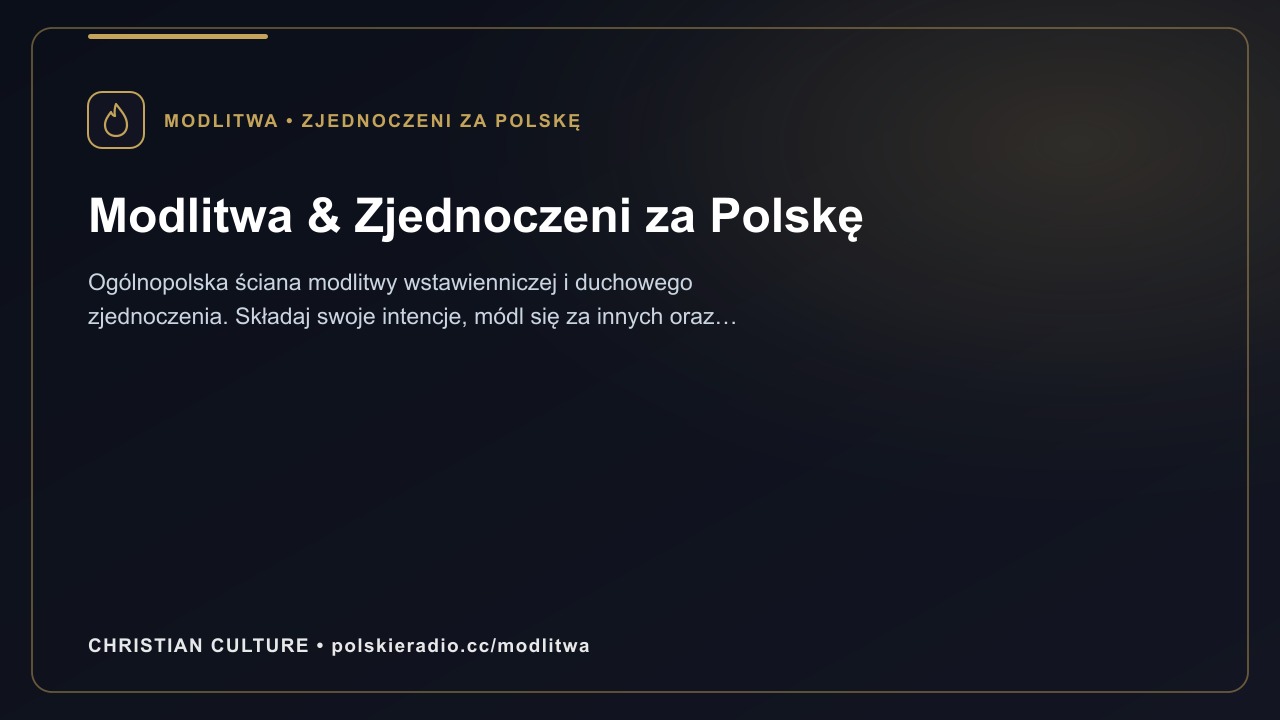 MODLITWA • ZJEDNOCZENI ZA POLSKĘ
Modlitwa & Zjednoczeni za Polskę
Ogólnopolska ściana modlitwy wstawienniczej i duchowego
zjednoczenia. Składaj swoje intencje, módl się za innych oraz…
CHRISTIAN CULTURE • polskieradio.cc/modlitwa